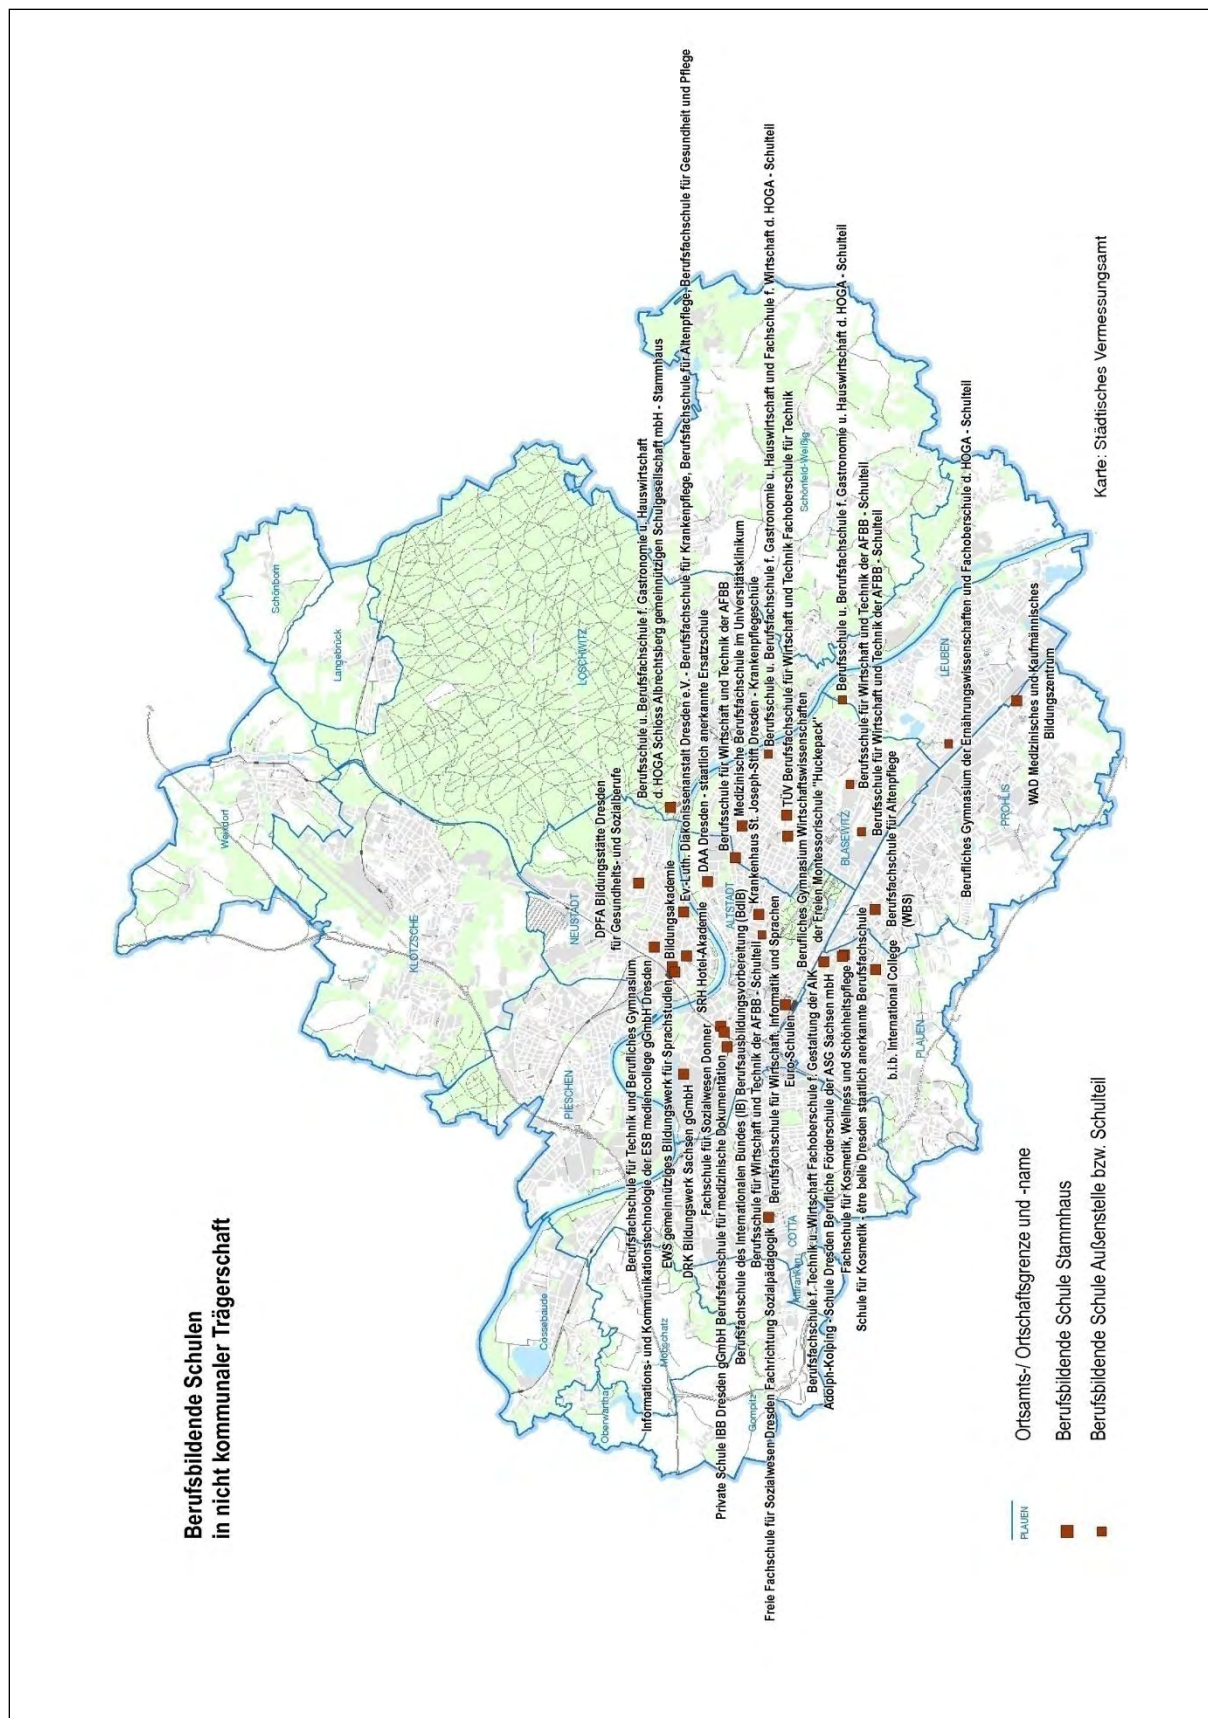 Berufsbildende Schulen
in nicht kommunaler Trägerschaft
Weixdorf
Schönborn
Langebrück
KLOTZSCHE
LOSCHWITZ
PIESCHEN
NEUSTADT
Cossebaude
Oberwartha
Mobschatz
Gompitz
Altfranken
COTTA
ALTSTADT
PLAUEN
BLASEWITZ
LEUBEN
PROHLIS
Schönfeld-Weißig
DPFA Bildungsstätte Dresden
für Gesundheits- und Sozialberufe
Berufsschule u. Berufsfachschule f. Gastronomie u. Hauswirtschaft
d. HOGA Schloss Albrechtsberg gemeinnützigen Schulgesellschaft mbH - Stammhaus
Berufsfachschule für Technik und Berufliches Gymnasium
Informations- und Kommunikationstechnologie der ESB mediencollege gGmbH Dresden
EWS gemeinnütziges Bildungswerk für Sprachstudien
Bildungsakademie
Ev.-Luth. Diakonissenanstalt Dresden e.V. - Berufsfachschule für Krankenpflege, Berufsfachschule für Altenpflege, Berufsfachschule für Gesundheit und Pflege
DRK Bildungswerk Sachsen gGmbH
SRH Hotel-Akademie
DAA Dresden - staatlich anerkannte Ersatzschule
Fachschule für Sozialwesen Donner
Private Schule IBB Dresden gGmbH Berufsfachschule für medizinische Dokumentation
Berufsschule für Wirtschaft und Technik der AFBB
Berufsfachschule des Internationalen Bundes (IB) Berufsausbildungsvorbereitung (BdIB)
Medizinische Berufsfachschule im Universitätsklinikum
Berufsschule für Wirtschaft und Technik der AFBB - Schulteil
Krankenhaus St. Joseph-Stift Dresden - Krankenpflegeschule
Freie Fachschule für Sozialwesen Dresden Fachrichtung Sozialpädagogik
Berufsfachschule für Wirtschaft, Informatik und Sprachen
Berufsschule u. Berufsfachschule f. Gastronomie u. Hauswirtschaft und Fachschule f. Wirtschaft d. HOGA - Schulteil
Euro-Schulen
TÜV Berufsfachschule für Wirtschaft und Technik Fachoberschule für Technik
Berufliches Gymnasium Wirtschaftswissenschaften
der Freien Montessorischule "Huckepack"
Berufsfachschule f. Technik u. Wirtschaft Fachoberschule f. Gestaltung der AIK
Adolph-Kolping - Schule Dresden Berufliche Förderschule der ASG Sachsen mbH
Fachschule für Kosmetik, Wellness und Schönheitspflege
Schule für Kosmetik - être belle Dresden staatlich anerkannte Berufsfachschule
Berufsschule u. Berufsfachschule f. Gastronomie u. Hauswirtschaft d. HOGA - Schulteil
Berufsschule für Wirtschaft und Technik der AFBB - Schulteil
Berufsschule für Wirtschaft und Technik der AFBB - Schulteil
Berufsfachschule für Altenpflege
(WBS)
b.i.b. International College
Berufliches Gymnasium der Ernährungswissenschaften und Fachoberschule d. HOGA - Schulteil
WAD Medizinisches und Kaufmännisches
Bildungszentrum
PLAUEN
Ortsamts-/ Ortschaftsgrenze und -name
Berufsbildende Schule Stammhaus
Berufsbildende Schule Außenstelle bzw. Schulteil
Karte: Städtisches Vermessungsamt